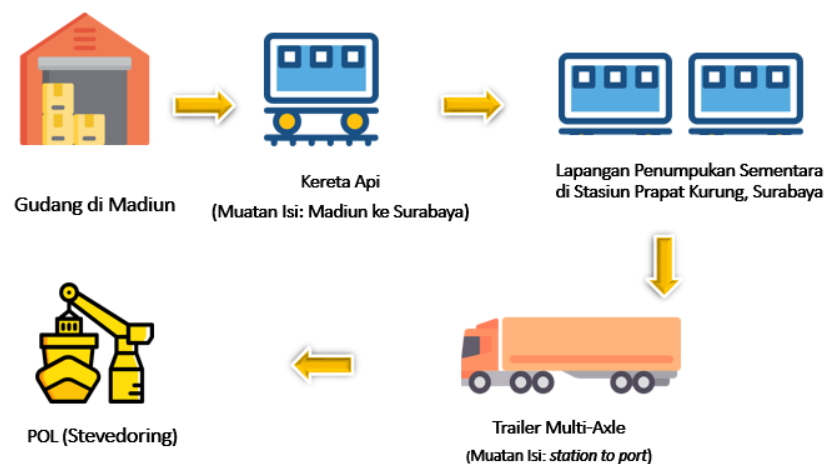 Gudang di Madiun
Kereta Api
(Muatan Isi: Madiun ke Surabaya)
Lapangan Penumpukan Sementara
di Stasiun Prapat Kurung, Surabaya
POL (Stevedoring)
Trailer Multi-Axle
(Muatan Isi: station to port)